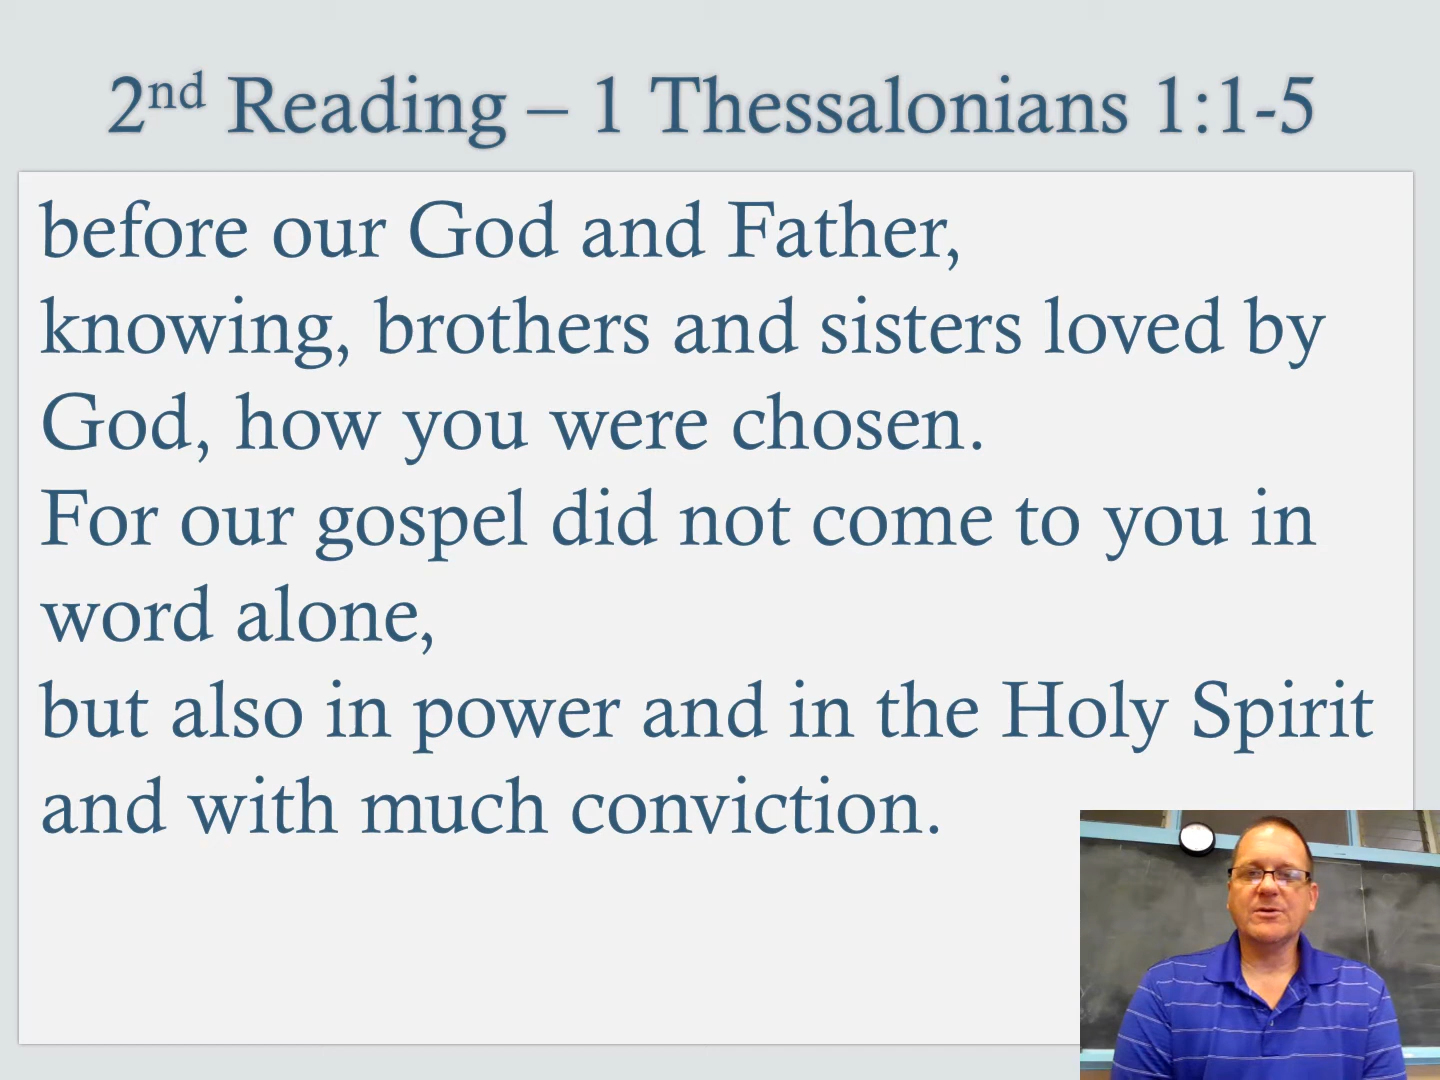 2nd Reading – 1 Thessalonians 1:1-5
before our God and Father,
knowing, brothers and sisters loved by
God, how you were chosen.
For our gospel did not come to you in
word alone,
but also in power and in the Holy Spirit
and with much conviction.